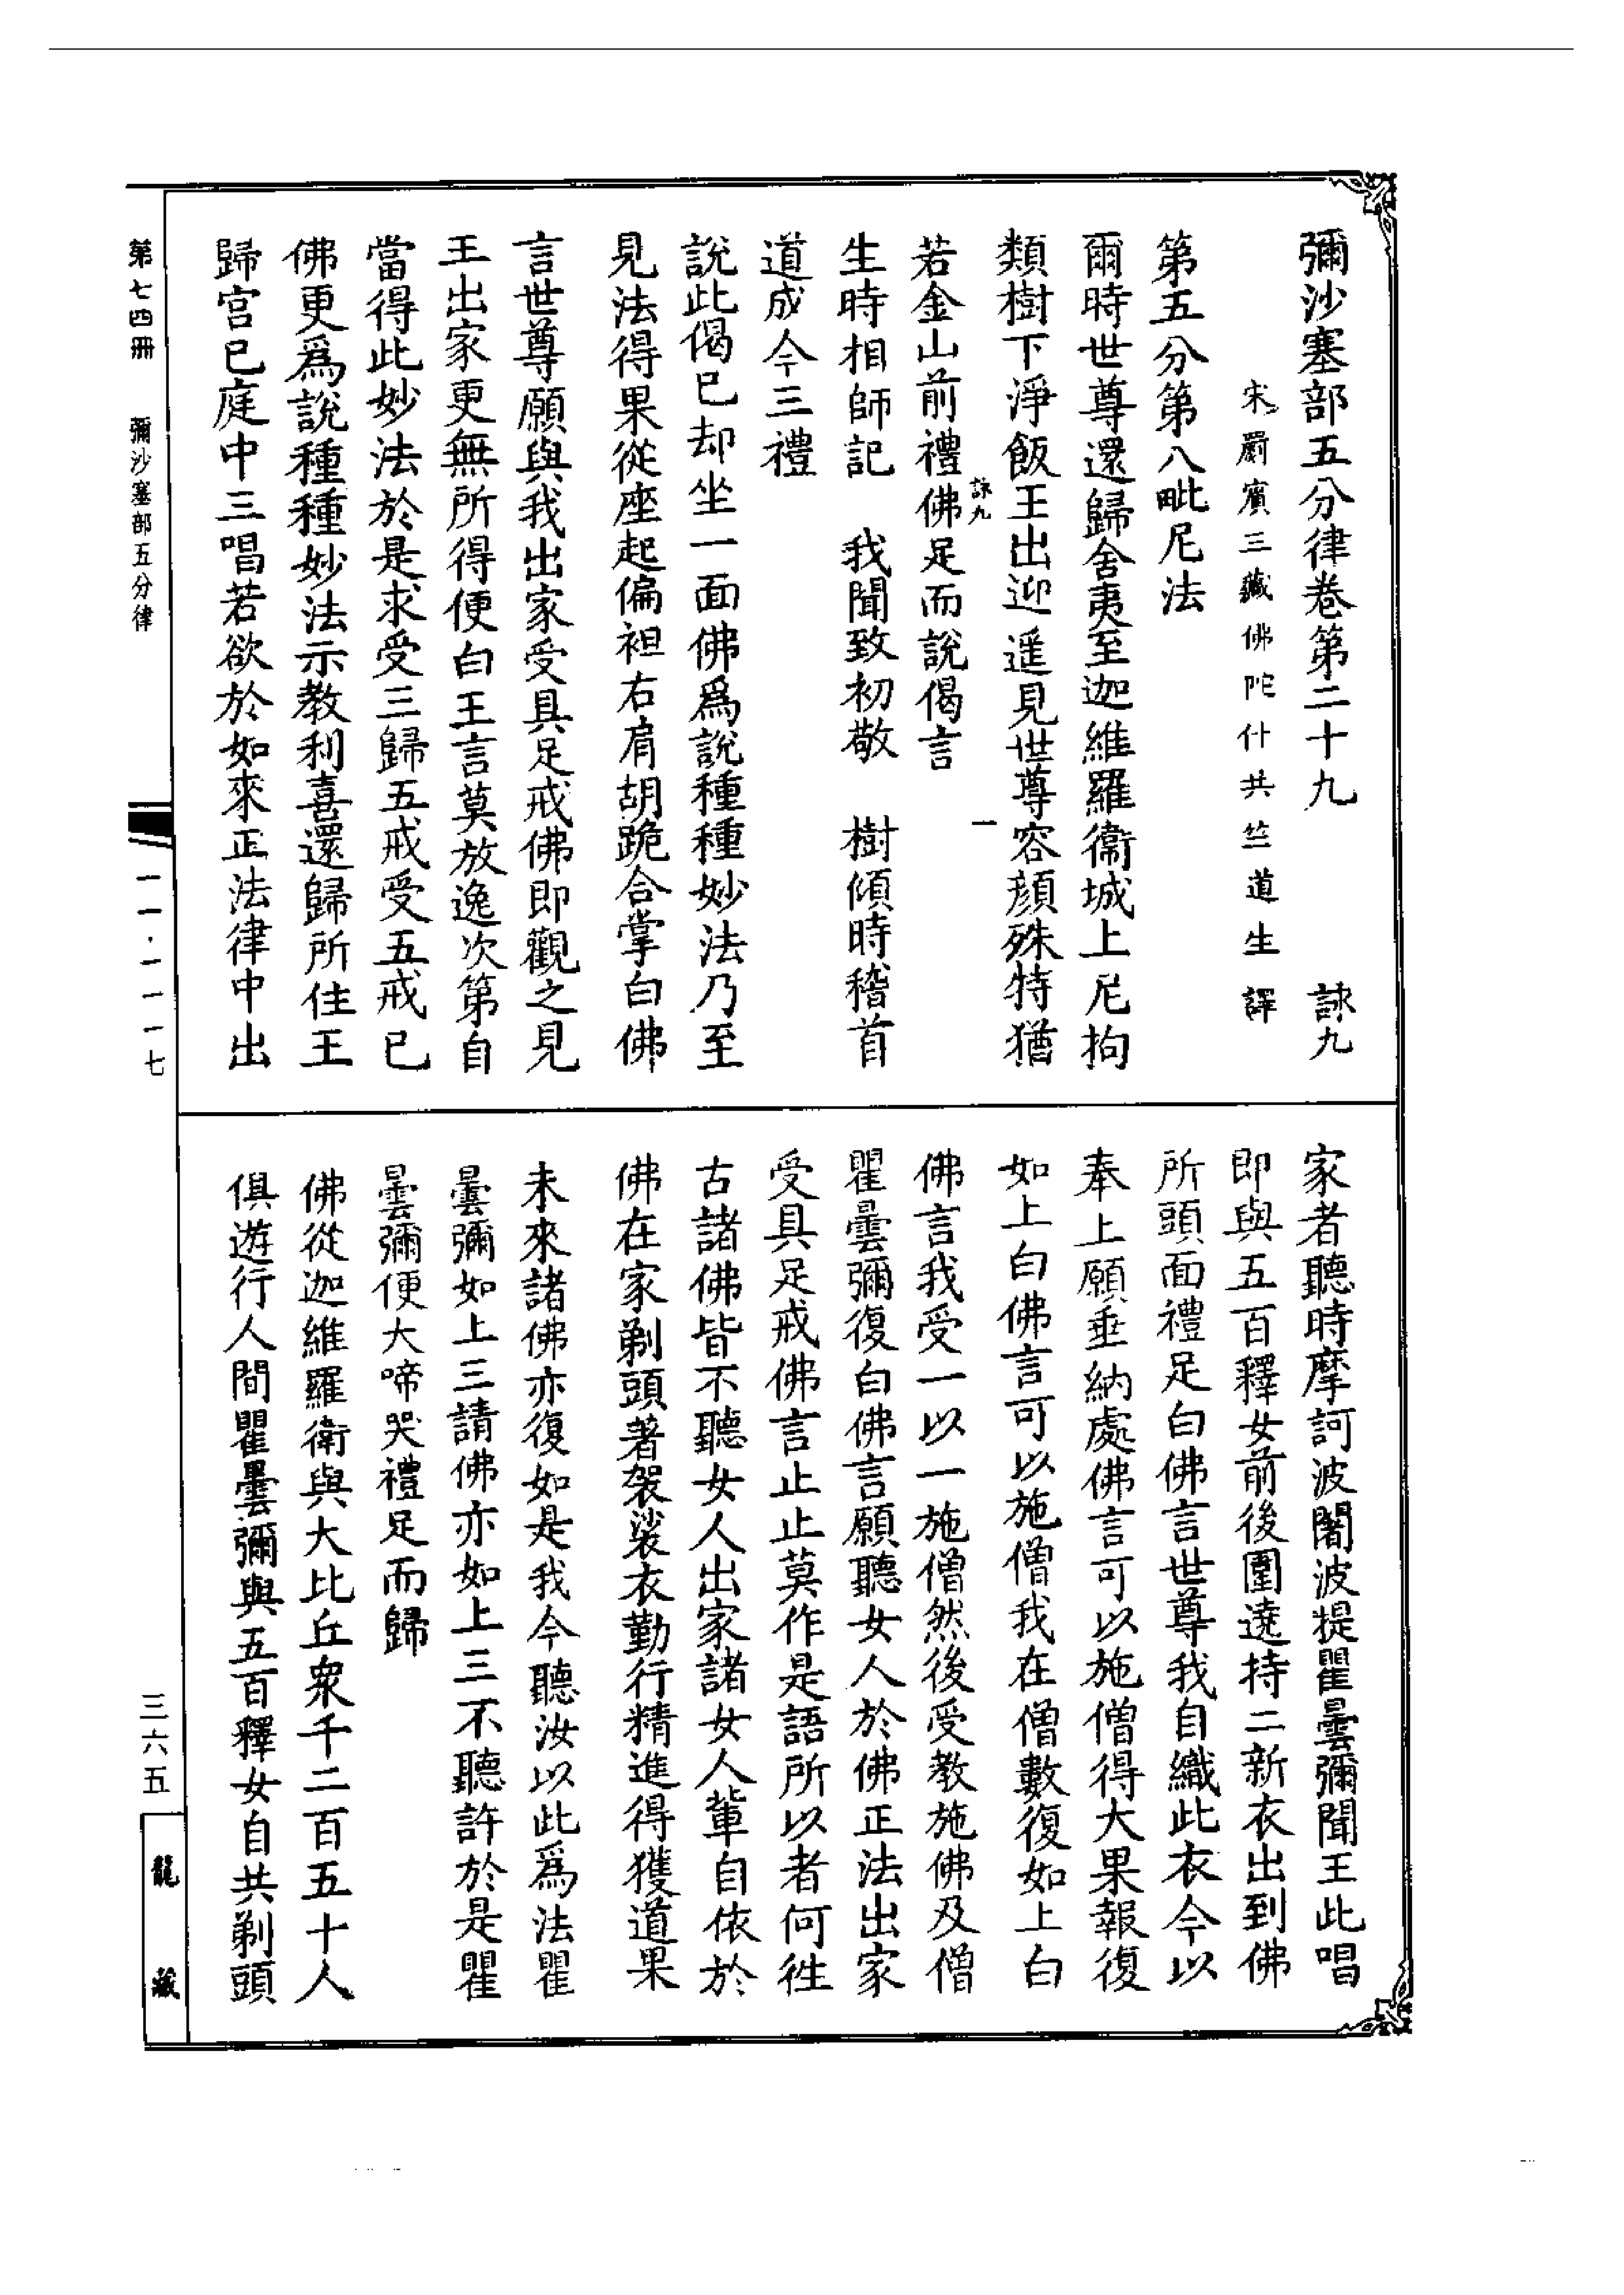 彌沙塞部五分律卷第二十九 詠九
宋罽賓三藏佛陀什共竺道生譯
第五分第八毗尼法
爾時世尊還歸舍夷至迦維羅衞城上尼拘
類樹下淨飯王出迎遥見世尊容顔殊特猶
詠九 一
若金山前禮佛足而說偈言
生時相師記 我聞致初敬 樹傾時稽首
道成今三禮
說此偈已却坐一面佛爲說種種妙法乃至
見法得果從座起偏袒右肩胡跪合掌白佛
言世尊願與我出家受具足戒佛即觀之見
王出家更無所得便白王言莫放逸次第自
當得此妙法於是求受三歸五戒受五戒已
佛更爲說種種妙法示教利喜還歸所住王
歸宫已庭中三唱若欲於如來正法律中出
家者聽時摩訶波闍波提瞿曇彌聞王此唱
即與五百釋女前後圍遶持二新衣出到佛
所頭面禮足白佛言世尊我自織此衣今以
奉上願垂納處佛言可以施僧得大果報復
如上白佛言可以施僧我在僧數復如上白
佛言我受一以一施僧然後受教施佛及僧
瞿曇彌復白佛言願聽女人於佛正法出家
受具足戒佛言止止莫作是語所以者何徃
古諸佛皆不聽女人出家諸女人輩自依於
佛在家剃頭著袈裟衣勤行精進得獲道果
未來諸佛亦復如是我今聽汝以此爲法瞿
曇彌如上三請佛亦如上三不聽許於是瞿
曇彌便大啼哭禮足而歸
佛從迦維羅衛與大比丘衆千二百五十人
俱遊行人間瞿曇彌與五百釋女自共剃頭
第七四冊 彌沙塞部五分律
一一·一一一七
三六五
龍藏